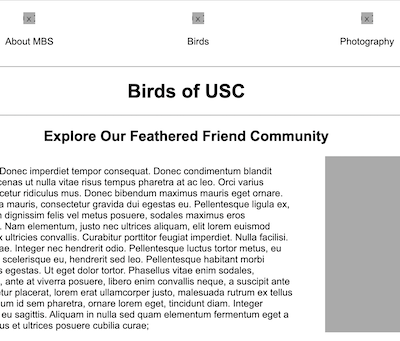 About MBS
Birds
Photography
Birds of USC
Explore Our Feathered Friend Community
Donec imperdiet tempor consequat. Donec condimentum blandit
cenas ut nulla vitae risus tempus pharetra at ac leo. Orci varius
cetur ridiculus mus. Donec bibendum maximus mauris eget ornare.
a mauris, consectetur gravida dui egestas eu. Pellentesque ligula ex,
n dignissim felis vel metus posuere, sodales maximus eros
. Nam elementum, justo nec ultrices aliquam, elit lorem euismod
x ultricies convallis. Curabitur porttitor feugiat imperdiet. Nulla facilisi.
ae. Integer nec hendrerit odio. Pellentesque luctus tortor metus, eu
scelerisque eu, hendrerit sed leo. Pellentesque habitant morbi
s egestas. Ut eget dolor tortor. Phasellus vitae enim sodales,
, ante at viverra posuere, libero enim convallis neque, a suscipit ante
etur placerat, lorem erat ullamcorper justo, malesuada rutrum ex tellus
um id sem pharetra, ornare lorem eget, tincidunt diam. Integer
eu sagittis. Aliquam in nulla sed quam elementum fermentum eget a
us et ultrices posuere cubilia curae;